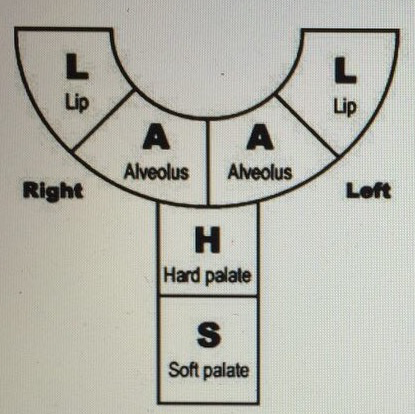 L
Lip
L
Lip
A
Alveolus
A
Alveolus
Right
Left
H
Hard palate
S
Soft palate